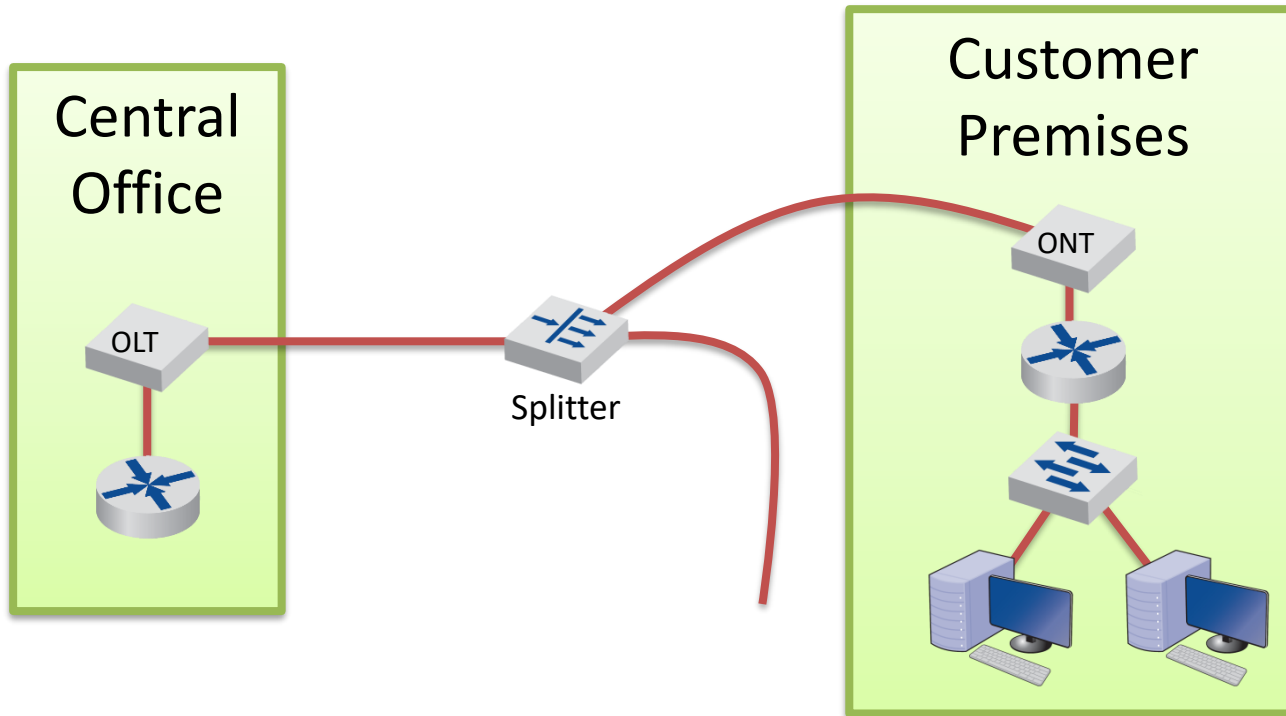 Central
Office
OLT
Splitter
Customer
Premises
ONT